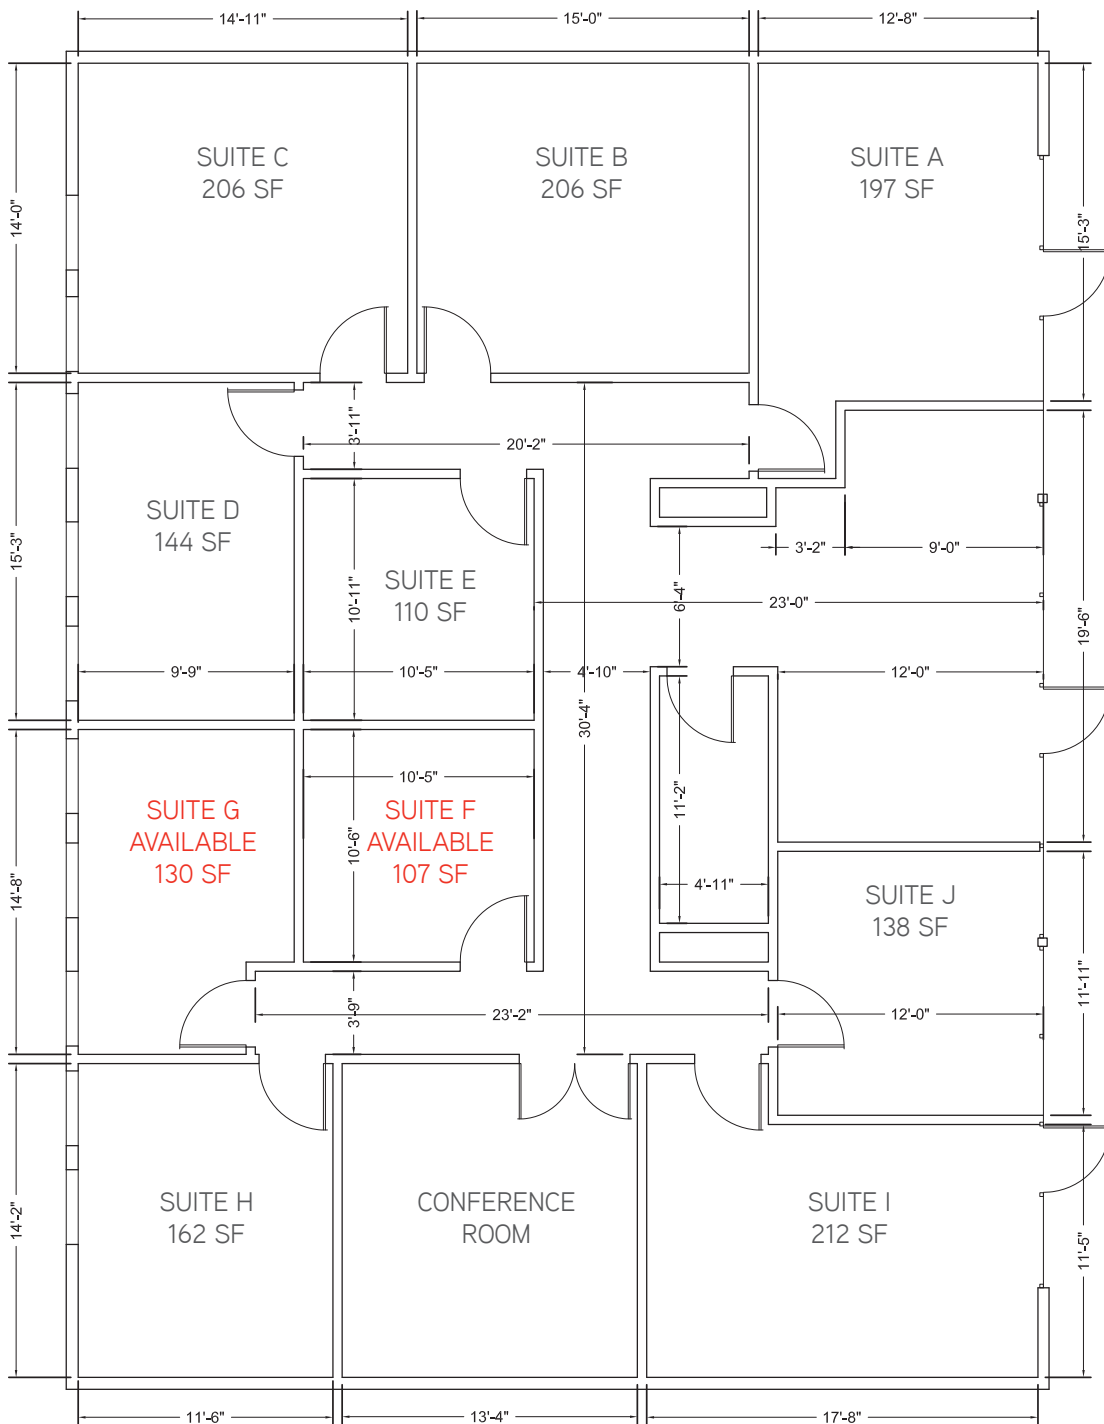 14'-11"
15'-0"
12'-8"
SUITE C
206 SF
SUITE B
206 SF
SUITE A
197 SF
14'-0"
15'-3"
3'-11"
20'-2"
SUITE D
144 SF
SUITE E
110 SF
15'-3"
10'-11"
3'-2"
9'-0"
6'-4"
23'-0"
19'-6"
9'-9"
10'-5"
4'-10"
12'-0"
30'-4"
10'-5"
SUITE G
AVAILABLE
130 SF
SUITE F
AVAILABLE
107 SF
10'-6"
11'-2"
14'-8"
4'-11"
SUITE J
138 SF
11'-11"
3'-9"
23'-2"
12'-0"
SUITE H
162 SF
CONFERENCE
ROOM
SUITE I
212 SF
14'-2"
11'-5"
11'-6"
13'-4"
17'-8"